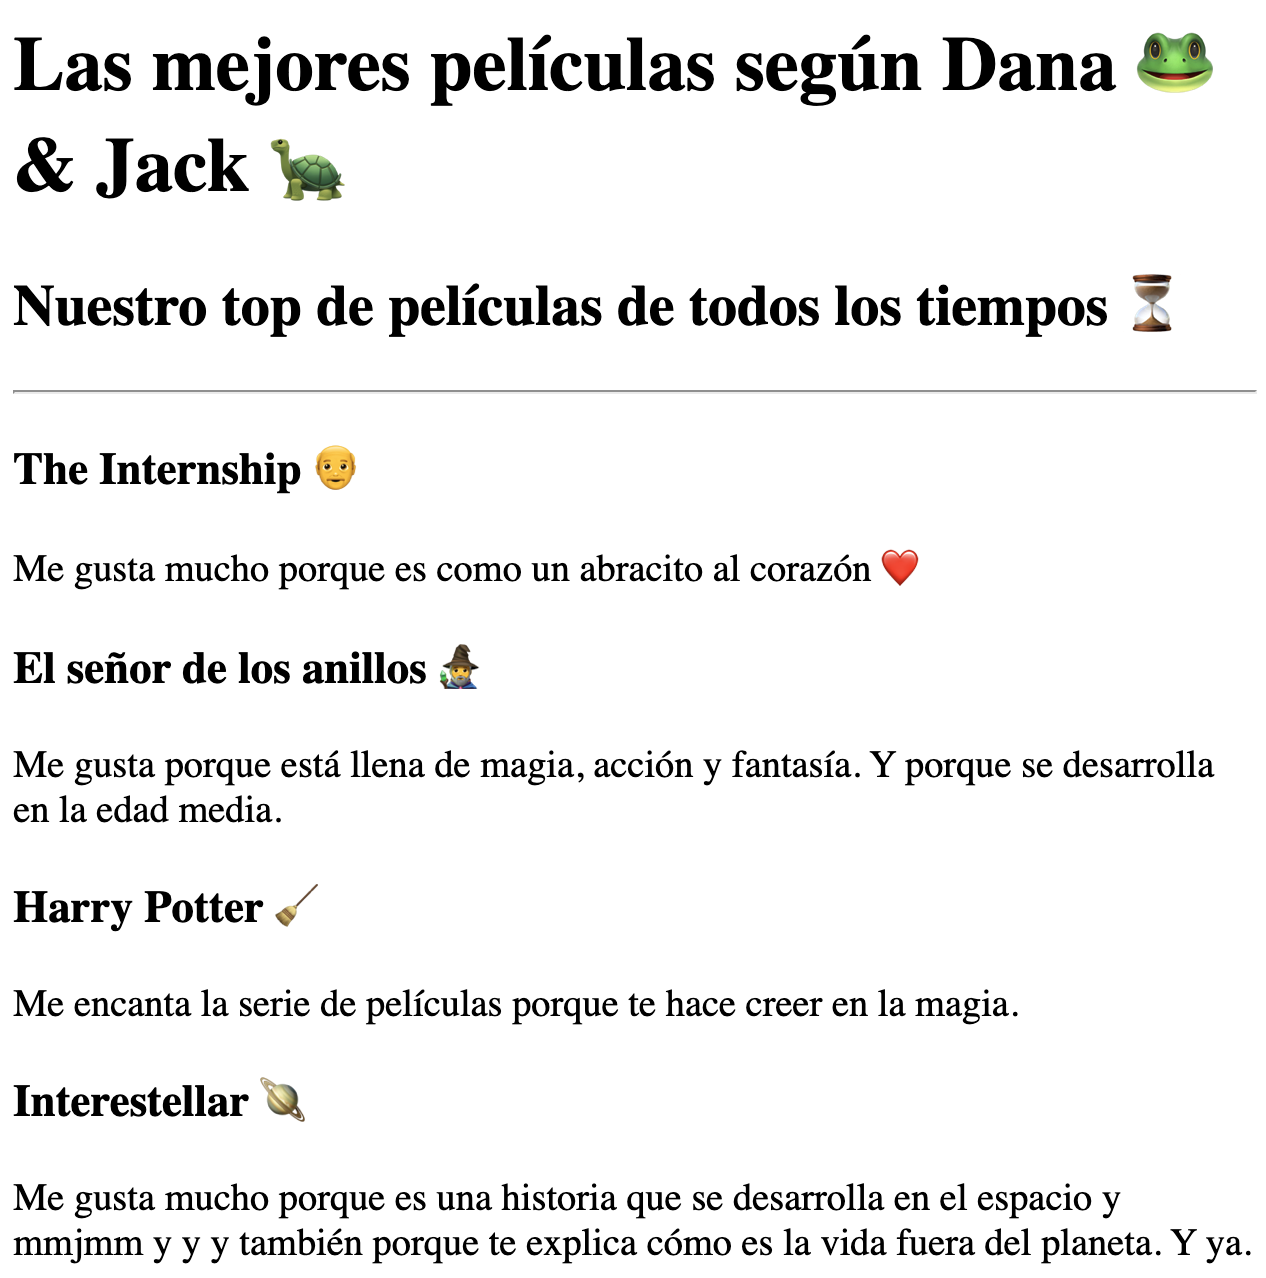 Las mejores películas según Dana 🐸
& Jack 🐢
Nuestro top de películas de todos los tiempos ⏳
The Internship 👴
Me gusta mucho porque es como un abracito al corazón ❤️
El señor de los anillos 🧙‍♂️
Me gusta porque está llena de magia, acción y fantasía. Y porque se desarrolla
en la edad media.
Harry Potter 🧹
Me encanta la serie de películas porque te hace creer en la magia.
Interestellar 🪐
Me gusta mucho porque es una historia que se desarrolla en el espacio y
mmjmm y y y también porque te explica cómo es la vida fuera del planeta. Y ya.